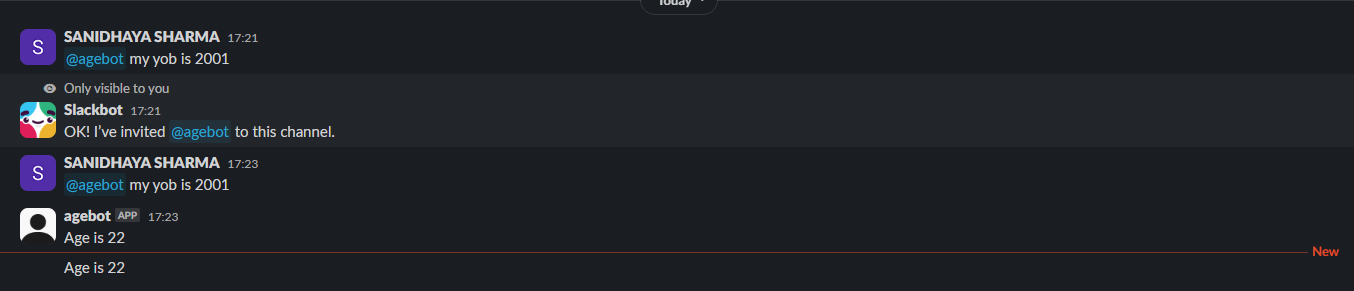 Today
SANIDHAYA SHARMA 17:21
@agebot my yob is 2001
Only visible to you
Slackbot 17:21
OK! I've invited @agebot to this channel.
SANIDHAYA SHARMA 17:23
@agebot my yob is 2001
agebot APP 17:23
Age is 22
New
Age is 22